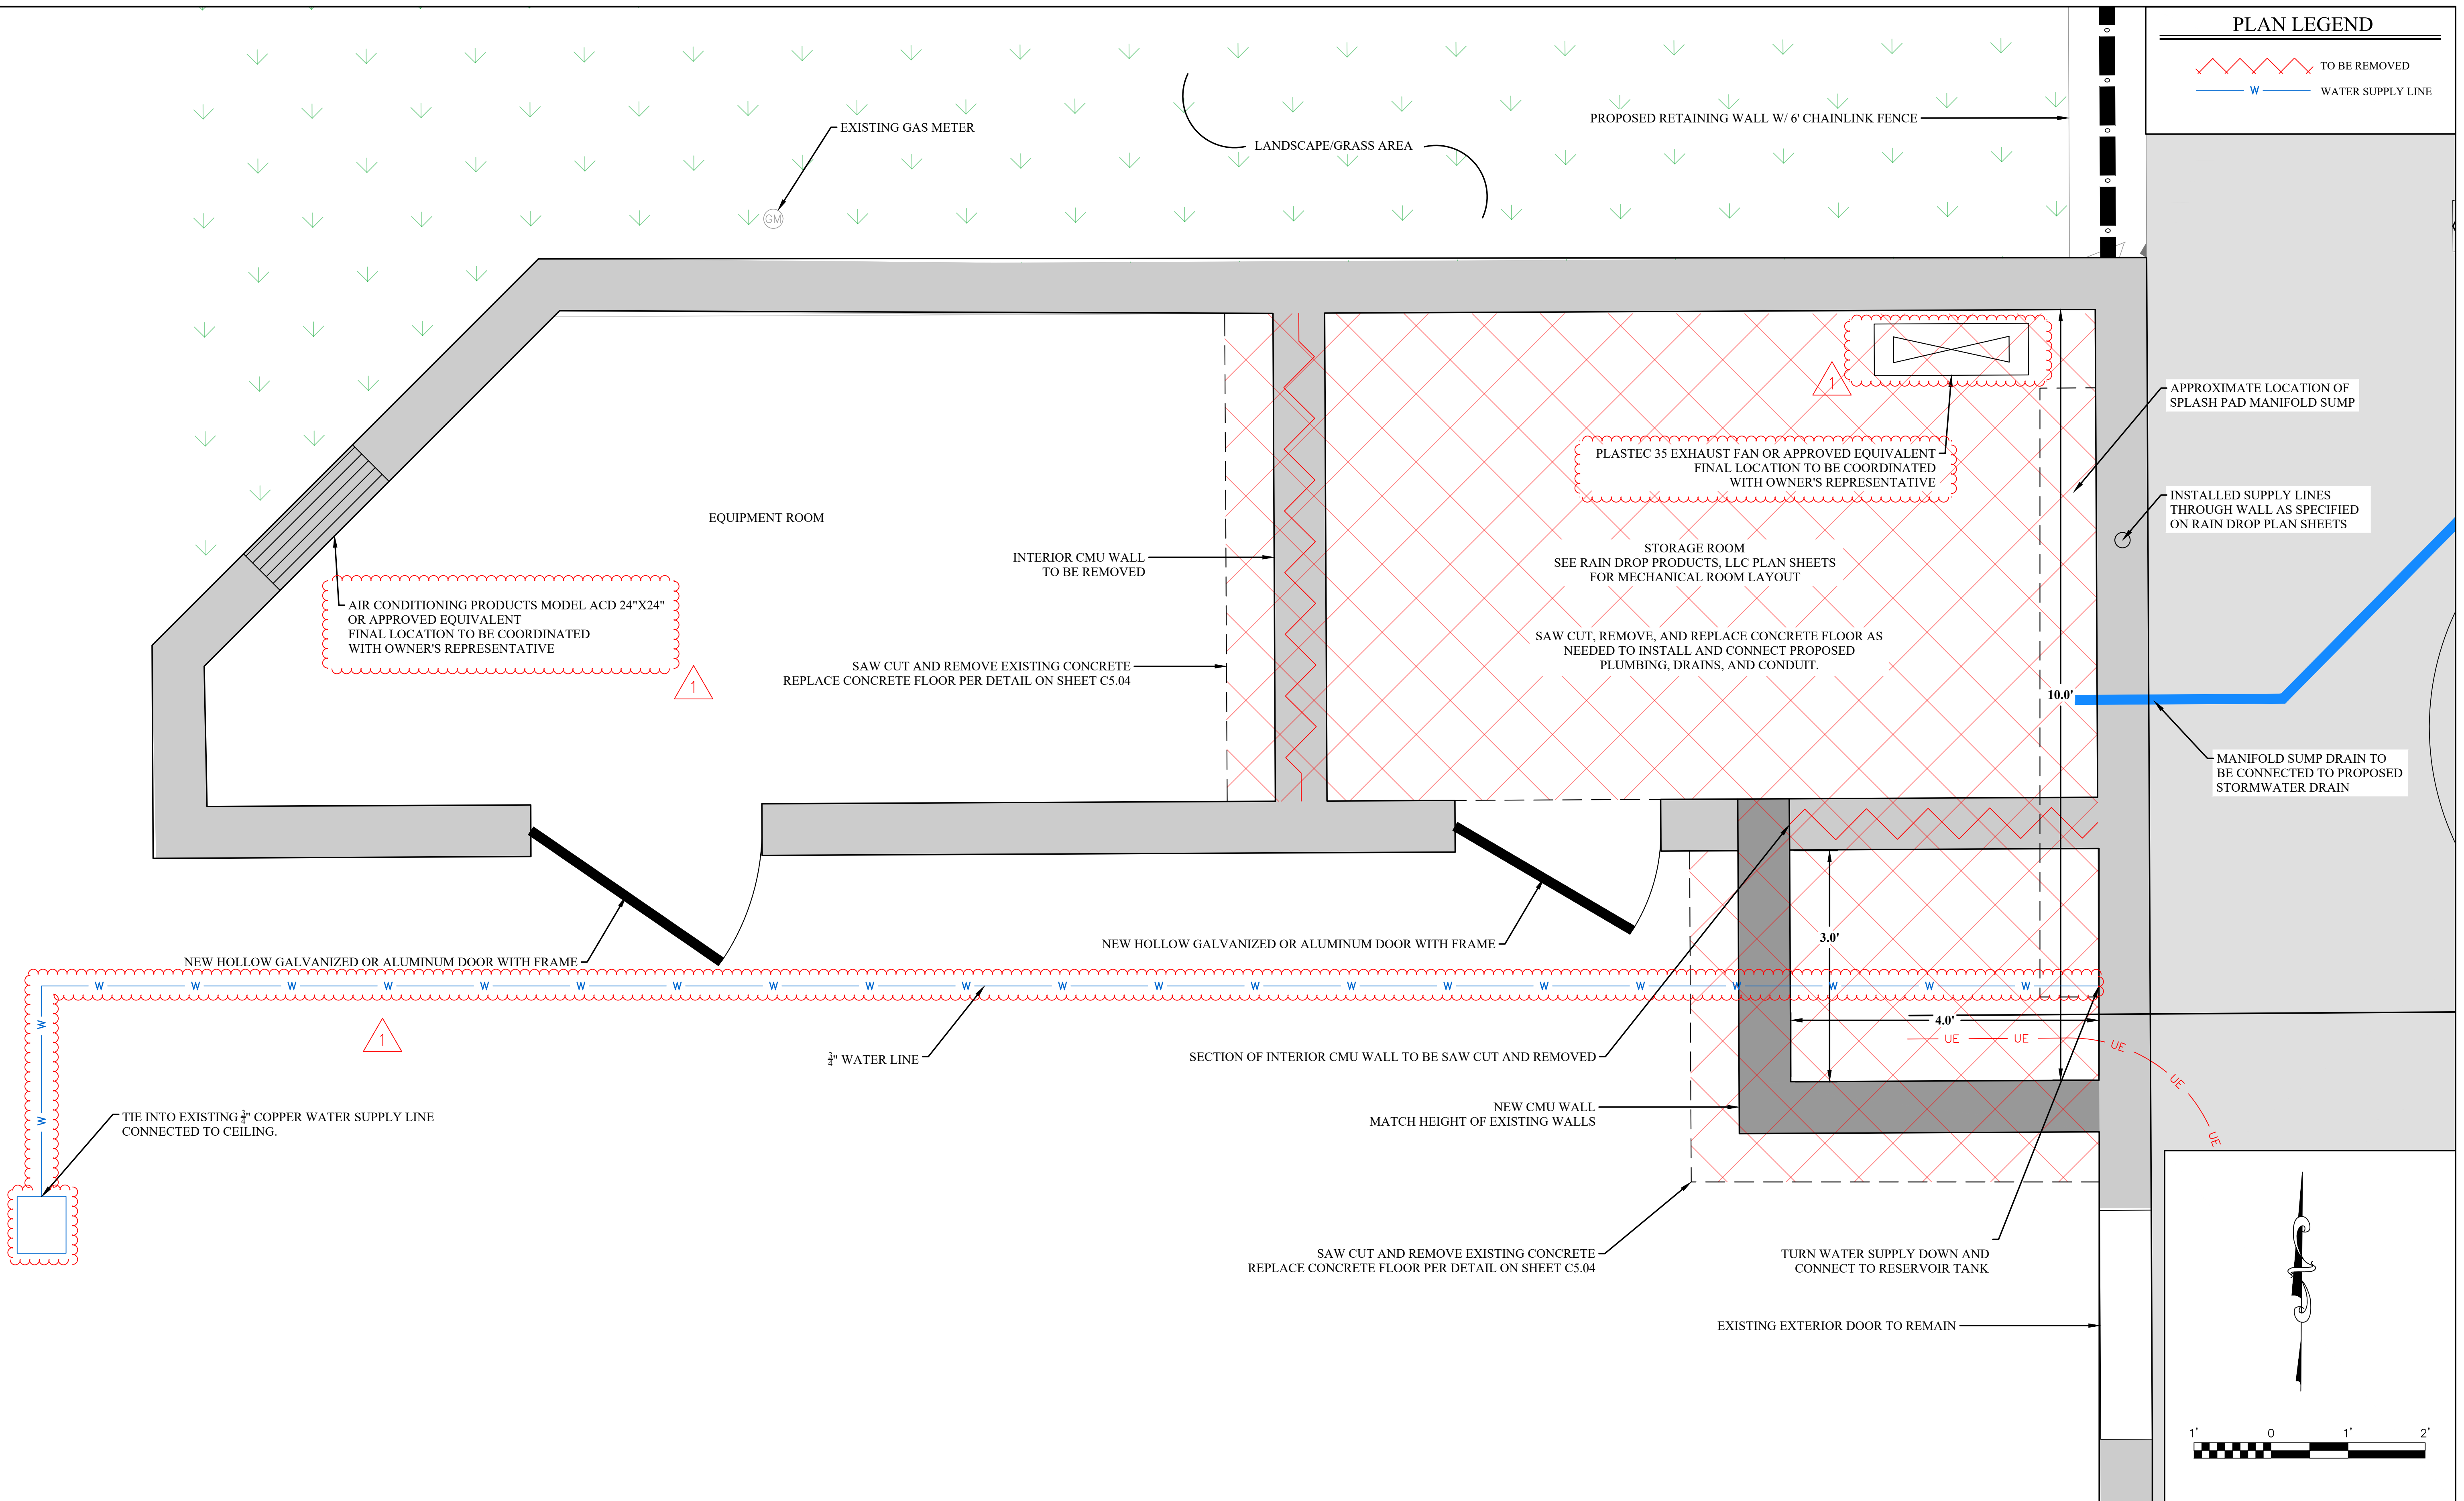 PLAN LEGEND
TO BE REMOVED
W
WATER SUPPLY LINE
EXISTING GAS METER
GM
LANDSCAPE/GRASS AREA
PROPOSED RETAINING WALL W/ 6' CHAINLINK FENCE
APPROXIMATE LOCATION OF
SPLASH PAD MANIFOLD SUMP
1
PLASTEC 35 EXHAUST FAN OR APPROVED EQUIVALENT
FINAL LOCATION TO BE COORDINATED
WITH OWNER'S REPRESENTATIVE
INSTALLED SUPPLY LINES
THROUGH WALL AS SPECIFIED
ON RAIN DROP PLAN SHEETS
EQUIPMENT ROOM
INTERIOR CMU WALL
TO BE REMOVED
STORAGE ROOM
SEE RAIN DROP PRODUCTS, LLC PLAN SHEETS
FOR MECHANICAL ROOM LAYOUT
AIR CONDITIONING PRODUCTS MODEL ACD 24"X24"
OR APPROVED EQUIVALENT
FINAL LOCATION TO BE COORDINATED
WITH OWNER'S REPRESENTATIVE
1
SAW CUT AND REMOVE EXISTING CONCRETE
REPLACE CONCRETE FLOOR PER DETAIL ON SHEET C5.04
SAW CUT, REMOVE, AND REPLACE CONCRETE FLOOR AS
NEEDED TO INSTALL AND CONNECT PROPOSED
PLUMBING, DRAINS, AND CONDUIT.
10.0'
MANIFOLD SUMP DRAIN TO
BE CONNECTED TO PROPOSED
STORMWATER DRAIN
NEW HOLLOW GALVANIZED OR ALUMINUM DOOR WITH FRAME
NEW HOLLOW GALVANIZED OR ALUMINUM DOOR WITH FRAME
3.0'
W W W W W W W W W W W W W W W W W W W W W
W
W
1
4.0'
UE UE UE UE UE
3/4" WATER LINE
SECTION OF INTERIOR CMU WALL TO BE SAW CUT AND REMOVED
TIE INTO EXISTING 3/4" COPPER WATER SUPPLY LINE
CONNECTED TO CEILING.
NEW CMU WALL
MATCH HEIGHT OF EXISTING WALLS
SAW CUT AND REMOVE EXISTING CONCRETE
REPLACE CONCRETE FLOOR PER DETAIL ON SHEET C5.04
TURN WATER SUPPLY DOWN AND
CONNECT TO RESERVOIR TANK
EXISTING EXTERIOR DOOR TO REMAIN
1' 0 1' 2'